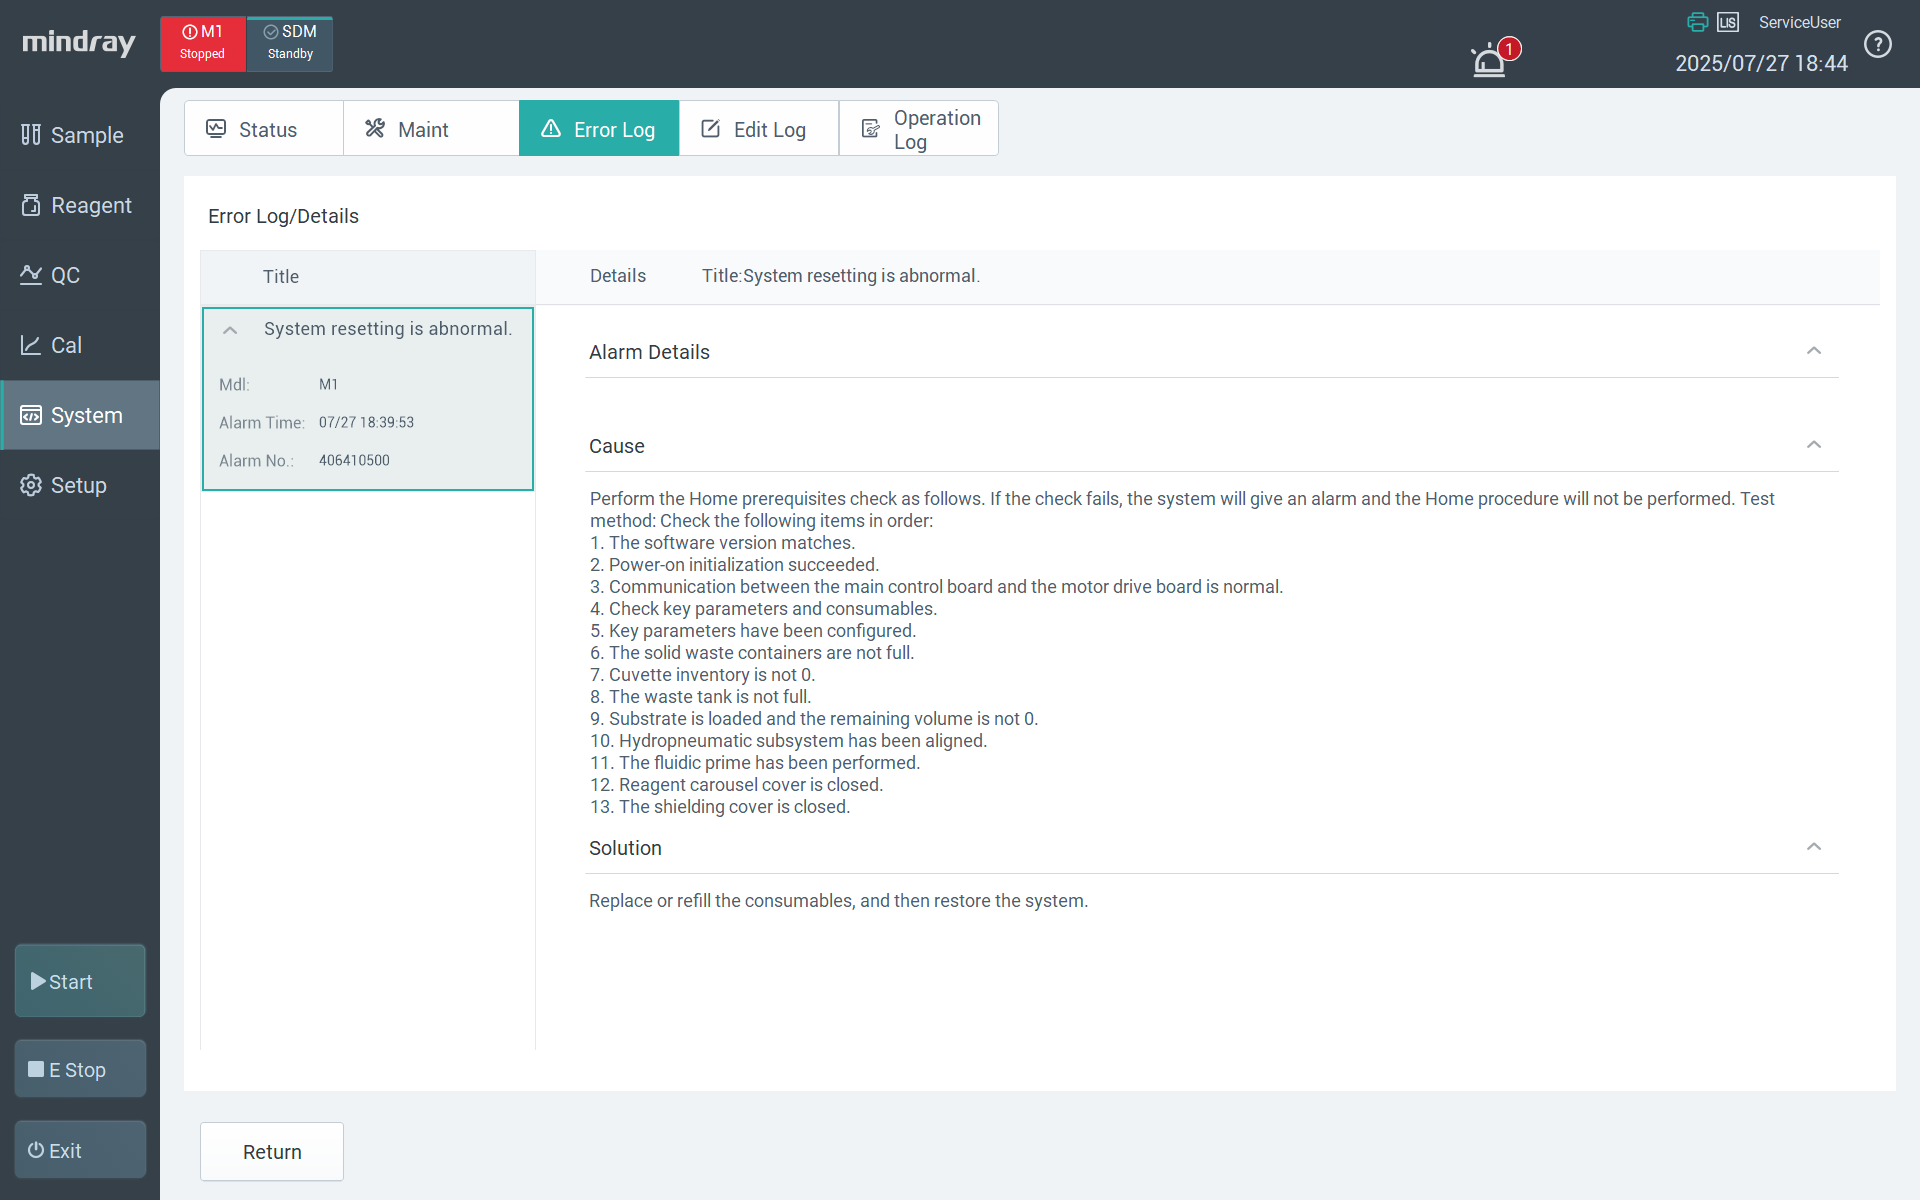 mindray
M1
Stopped
SDM
Standby
1
LIS
ServiceUser
2025/07/27 18:44
?
Sample
Reagent
QC
Cal
System
Setup
Start
E Stop
Exit
Status
Maint
Error Log
Edit Log
Operation
Log
Error Log/Details
Title
System resetting is abnormal.
Mdl: M1
Alarm Time: 07/27 18:39:53
Alarm No.: 406410500
Details Title:System resetting is abnormal.
Alarm Details
Cause
Perform the Home prerequisites check as follows. If the check fails, the system will give an alarm and the Home procedure will not be performed. Test
method: Check the following items in order:
1. The software version matches.
2. Power-on initialization succeeded.
3. Communication between the main control board and the motor drive board is normal.
4. Check key parameters and consumables.
5. Key parameters have been configured.
6. The solid waste containers are not full.
7. Cuvette inventory is not 0.
8. The waste tank is not full.
9. Substrate is loaded and the remaining volume is not 0.
10. Hydropneumatic subsystem has been aligned.
11. The fluidic prime has been performed.
12. Reagent carousel cover is closed.
13. The shielding cover is closed.
Solution
Replace or refill the consumables, and then restore the system.
Return